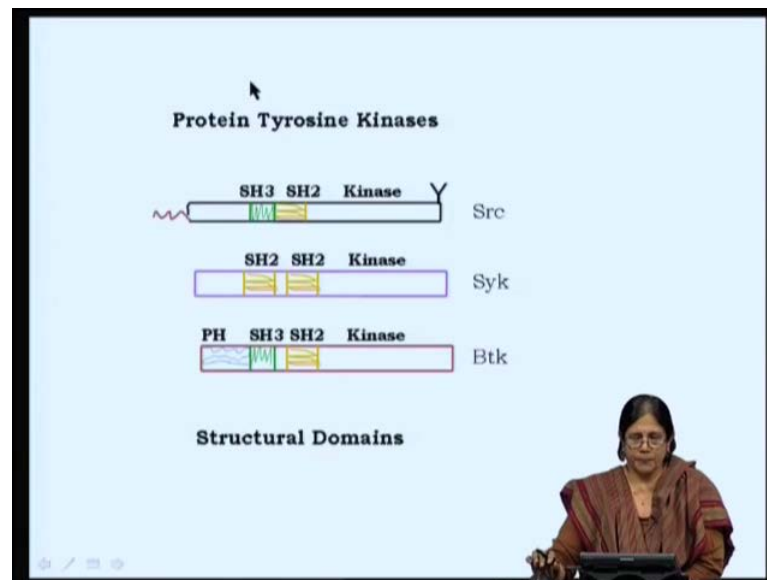 Protein Tyrosine Kinases
SH3 SH2 Kinase Y
Src
SH2 SH2 Kinase
Syk
PH SH3 SH2 Kinase
Btk
Structural Domains